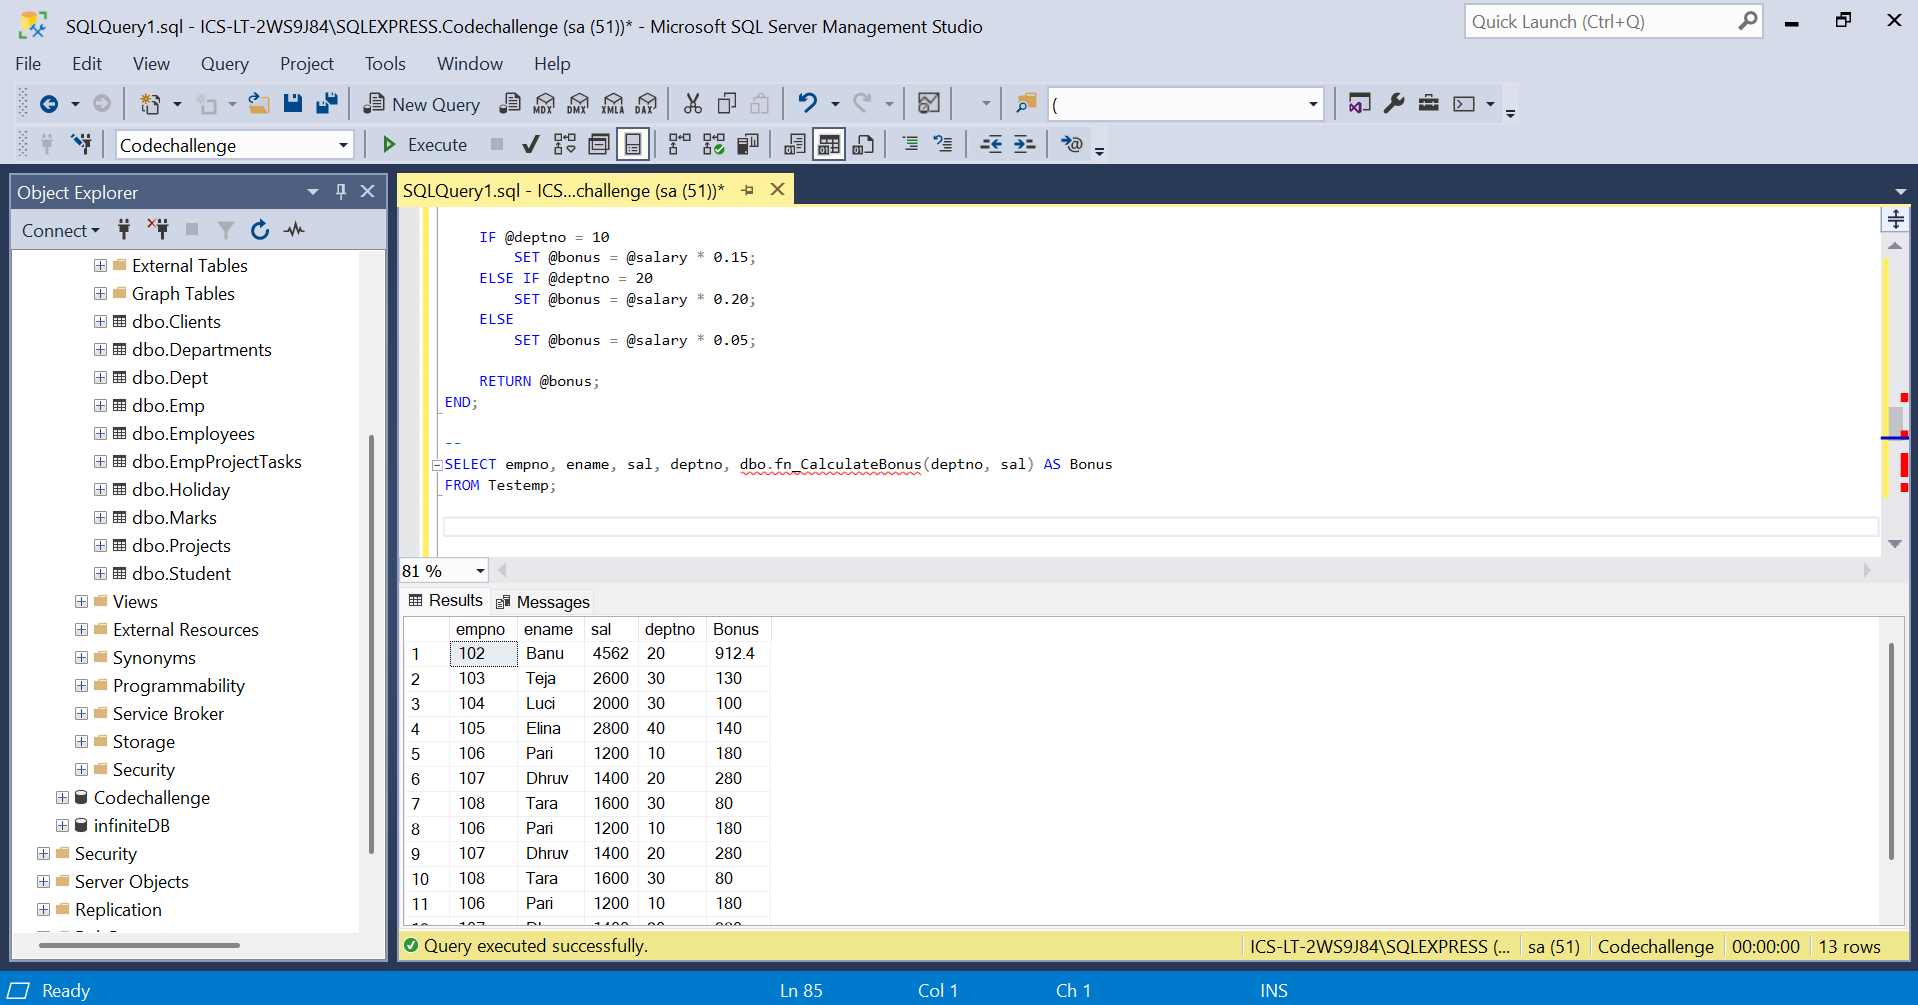 SQLQuery1.sql - ICS-LT-2WS9J84\SQLEXPRESS.Codechallenge (sa (51))* - Microsoft SQL Server Management Studio
Quick Launch (Ctrl+Q)
File Edit View Query Project Tools Window Help
New Query MDX DMX XMLA DAX (
Codechallenge Execute
Object Explorer
Connect
External Tables
Graph Tables
dbo.Clients
dbo.Departments
dbo.Dept
dbo.Emp
dbo.Employees
dbo.EmpProjectTasks
dbo.Holiday
dbo.Marks
dbo.Projects
dbo.Student
Views
External Resources
Synonyms
Programmability
Service Broker
Storage
Security
Codechallenge
infiniteDB
Security
Server Objects
Replication
SQLQuery1.sql - ICS...challenge (sa (51))*
IF @deptno = 10
SET @bonus = @salary * 0.15;
ELSE IF @deptno = 20
SET @bonus = @salary * 0.20;
ELSE
SET @bonus = @salary * 0.05;
RETURN @bonus;
END;
--
SELECT empno, ename, sal, deptno, dbo.fn_CalculateBonus(deptno, sal) AS Bonus
FROM Testemp;
81 %
Results Messages
empno ename sal deptno Bonus
1 102 Banu 4562 20 912.4
2 103 Teja 2600 30 130
3 104 Luci 2000 30 100
4 105 Elina 2800 40 140
5 106 Pari 1200 10 180
6 107 Dhruv 1400 20 280
7 108 Tara 1600 30 80
8 106 Pari 1200 10 180
9 107 Dhruv 1400 20 280
10 108 Tara 1600 30 80
11 106 Pari 1200 10 180
Query executed successfully. ICS-LT-2WS9J84\SQLEXPRESS (... sa (51) Codechallenge 00:00:00 13 rows
Ready Ln 85 Col 1 Ch 1 INS